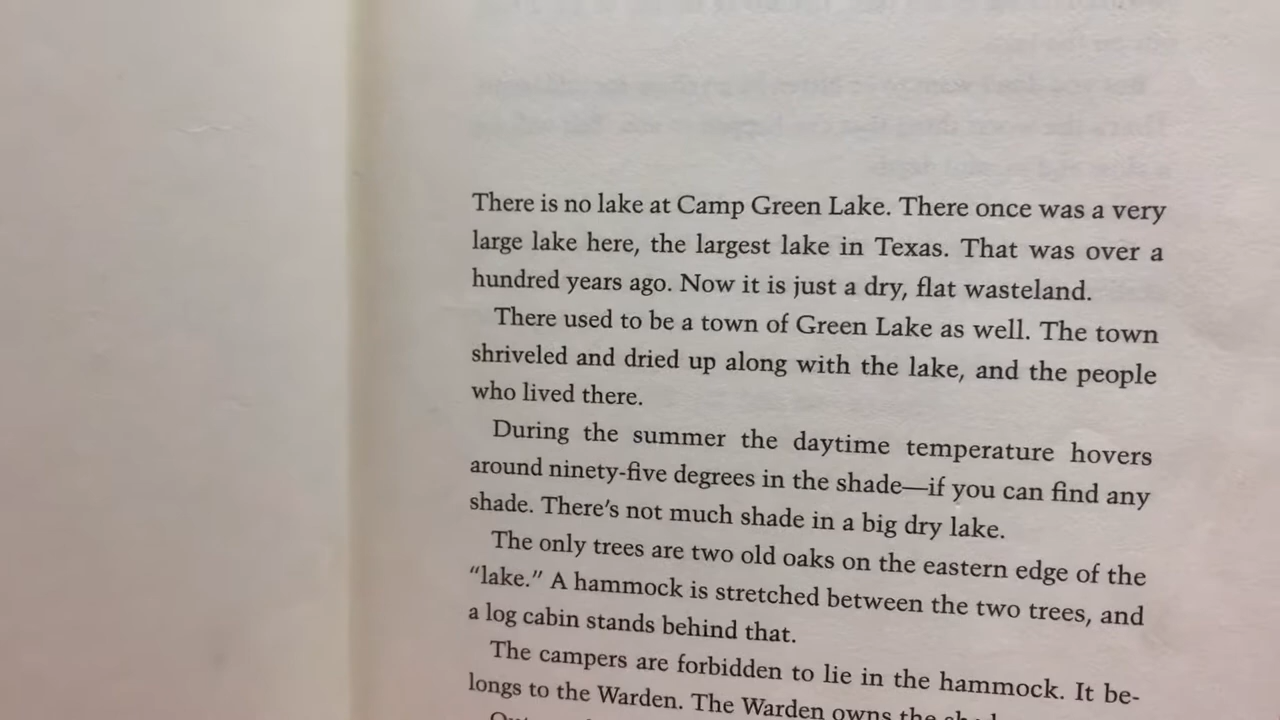 There is no lake at Camp Green Lake. There once was a very
large lake here, the largest lake in Texas. That was over a
hundred years ago. Now it is just a dry, flat wasteland.
There used to be a town of Green Lake as well. The town
shriveled and dried up along with the lake, and the people
who lived there.
During the summer the daytime temperature hovers
around ninety-five degrees in the shade—if you can find any
shade. There's not much shade in a big dry lake.
The only trees are two old oaks on the eastern edge of the
“lake.” A hammock is stretched between the two trees, and
a log cabin stands behind that.
The campers are forbidden to lie in the hammock. It be-
longs to the Warden. The Warden owns the